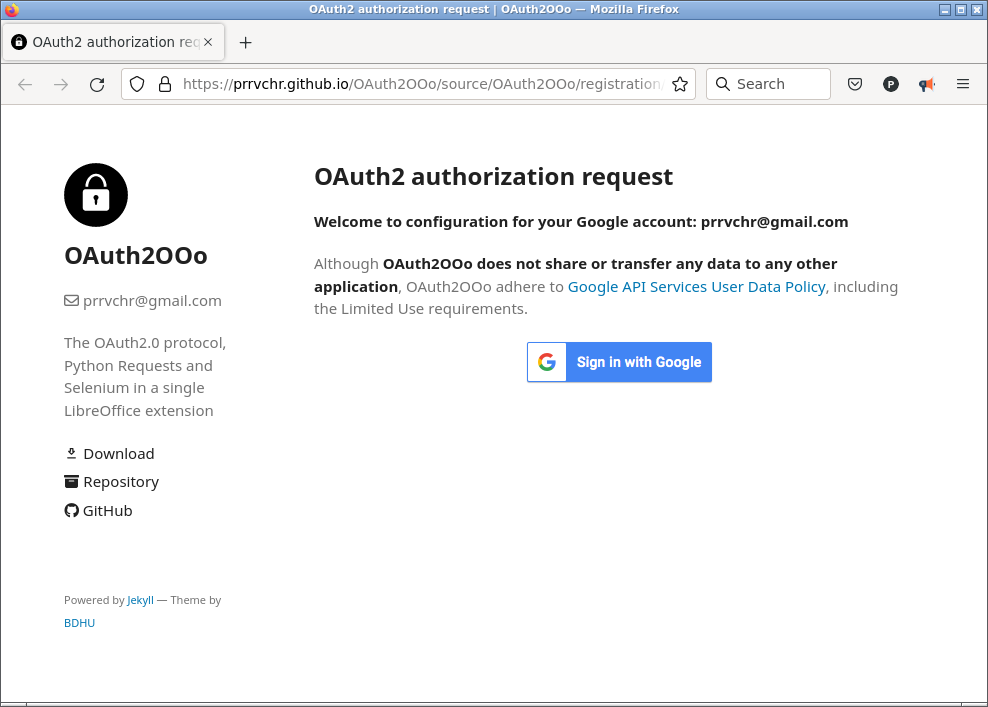 OAuth2 authorization request | OAuth2OOo — Mozilla Firefox
OAuth2 authorization req
https://prrvchr.github.io/OAuth2OOo/source/OAuth2OOo/registration/
Search
P
OAuth2OOo
prrvchr@gmail.com
The OAuth2.0 protocol,
Python Requests and
Selenium in a single
LibreOffice extension
Download
Repository
GitHub
Powered by Jekyll — Theme by
BDHU
OAuth2 authorization request
Welcome to configuration for your Google account: prrvchr@gmail.com
Although OAuth2OOo does not share or transfer any data to any other
application, OAuth2OOo adhere to Google API Services User Data Policy, including
the Limited Use requirements.
Sign in with Google